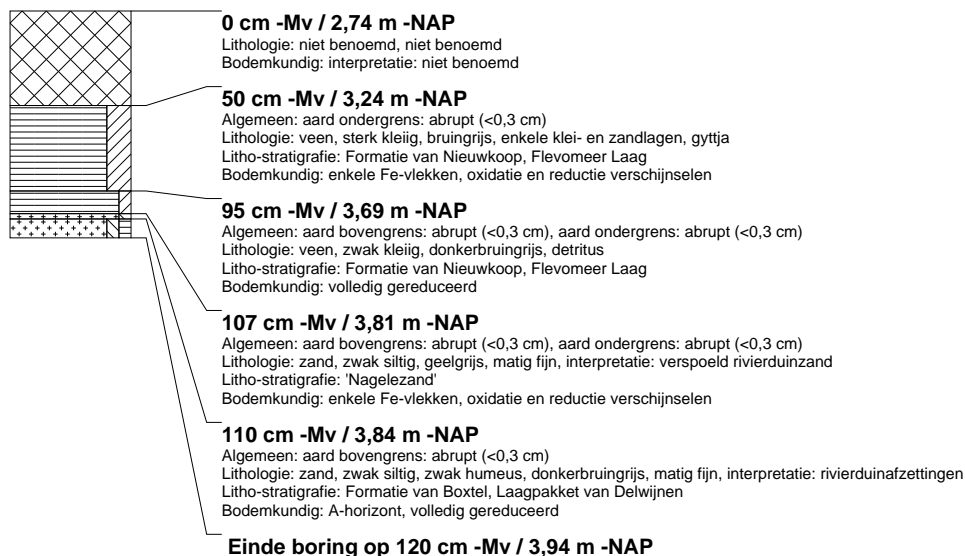 0 cm -Mv / 2,74 m -NAP
Lithologie: niet benoemd, niet benoemd
Bodemkundig: interpretatie: niet benoemd
50 cm -Mv / 3,24 m -NAP
Algemeen: aard ondergrens: abrupt (<0,3 cm)
Lithologie: veen, sterk kleiig, bruingrijs, enkele klei- en zandlagen, gyttja
Litho-stratigrafie: Formatie van Nieuwkoop, Flevomeer Laag
Bodemkundig: enkele Fe-vlekken, oxidatie en reductie verschijnselen
95 cm -Mv / 3,69 m -NAP
Algemeen: aard bovengrens: abrupt (<0,3 cm), aard ondergrens: abrupt (<0,3 cm)
Lithologie: veen, zwak kleiig, donkerbruingrijs, detritus
Litho-stratigrafie: Formatie van Nieuwkoop, Flevomeer Laag
Bodemkundig: volledig gereduceerd
107 cm -Mv / 3,81 m -NAP
Algemeen: aard bovengrens: abrupt (<0,3 cm), aard ondergrens: abrupt (<0,3 cm)
Lithologie: zand, zwak siltig, geelgrijs, matig fijn, interpretatie: verspoeld rivierduinzand
Litho-stratigrafie: 'Nagelezand'
Bodemkundig: enkele Fe-vlekken, oxidatie en reductie verschijnselen
110 cm -Mv / 3,84 m -NAP
Algemeen: aard bovengrens: abrupt (<0,3 cm)
Lithologie: zand, zwak siltig, zwak humeus, donkerbruingrijs, matig fijn, interpretatie: rivierduinafzettingen
Litho-stratigrafie: Formatie van Boxtel, Laagpakket van Delwijnen
Bodemkundig: A-horizont, volledig gereduceerd
Einde boring op 120 cm -Mv / 3,94 m -NAP